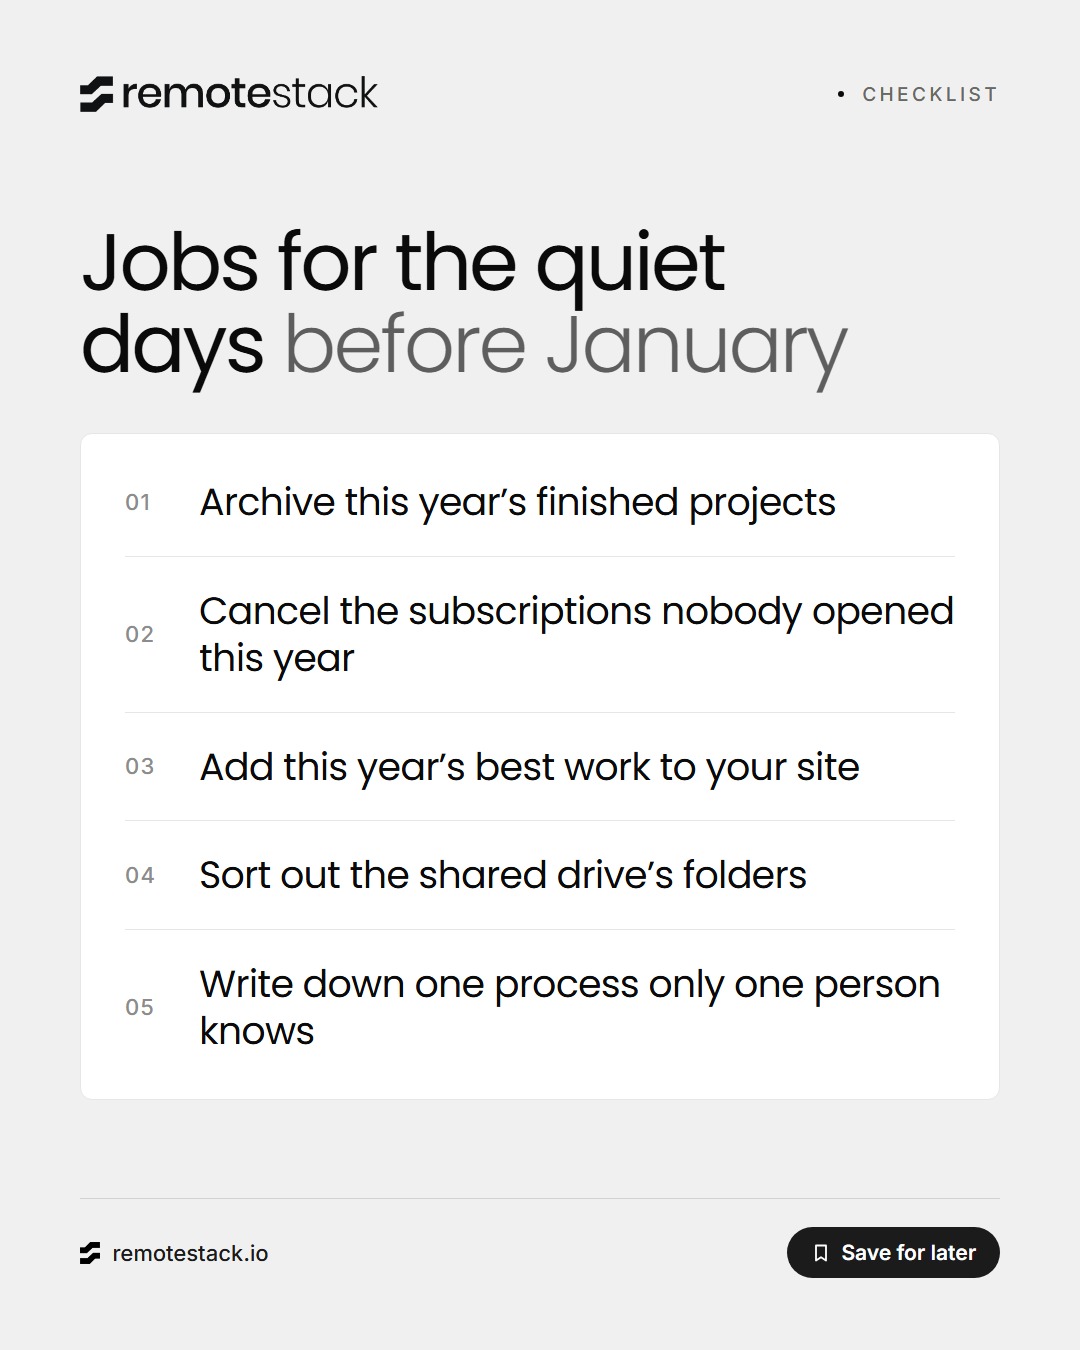 remotestack
• CHECKLIST
Jobs for the quiet
days before January
01 Archive this year’s finished projects
02 Cancel the subscriptions nobody opened
this year
03 Add this year’s best work to your site
04 Sort out the shared drive’s folders
05 Write down one process only one person
knows
remotestack.io
Save for later